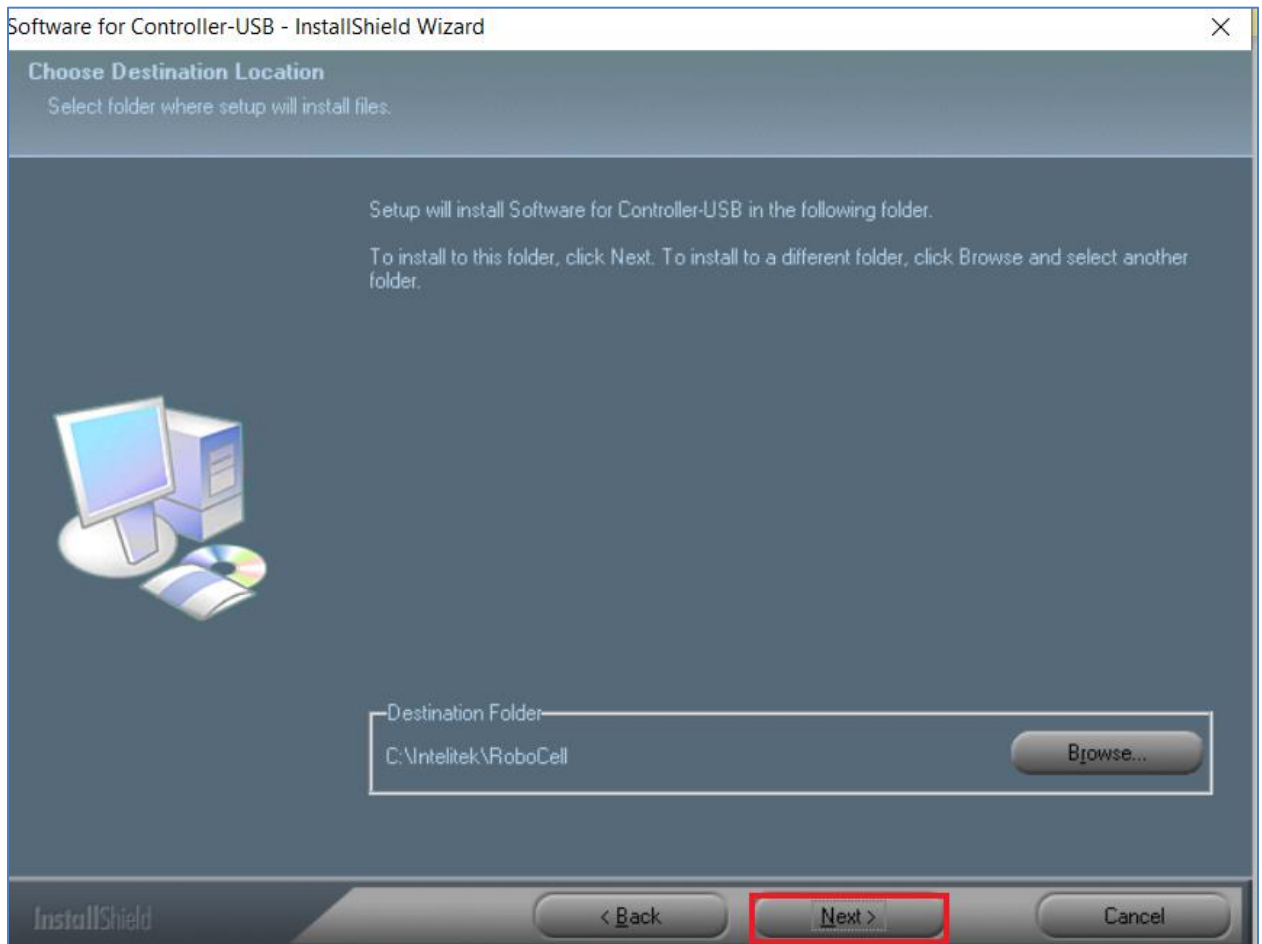 Software for Controller-USB - InstallShield Wizard
Choose Destination Location
Select folder where setup will install files.
Setup will install Software for Controller-USB in the following folder.
To install to this folder, click Next. To install to a different folder, click Browse and select another
folder.
Destination Folder
C:\Intelitek\RoboCell
Browse...
InstallShield
< Back
Next >
Cancel